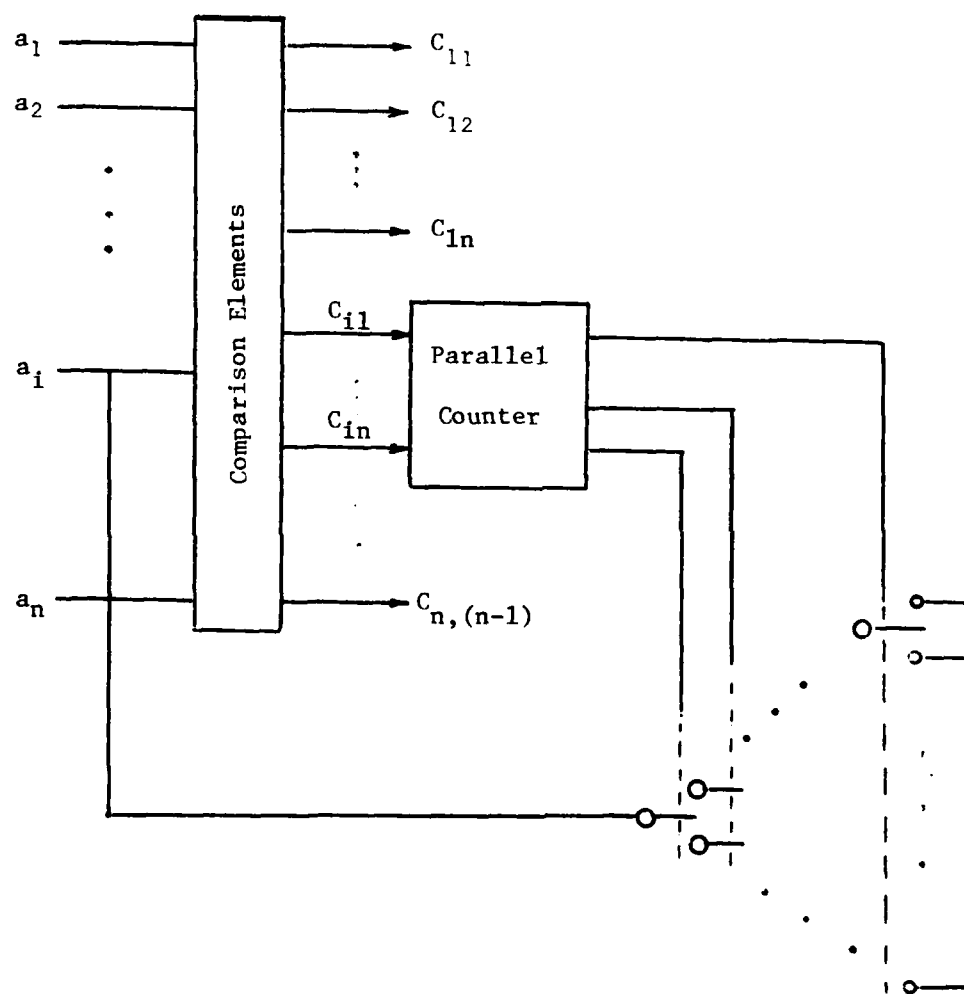 a1
C11
a2
C12
C1n
Comparison Elements
Ci1
Parallel
ai
Counter
Cin
an
Cn,(n-1)